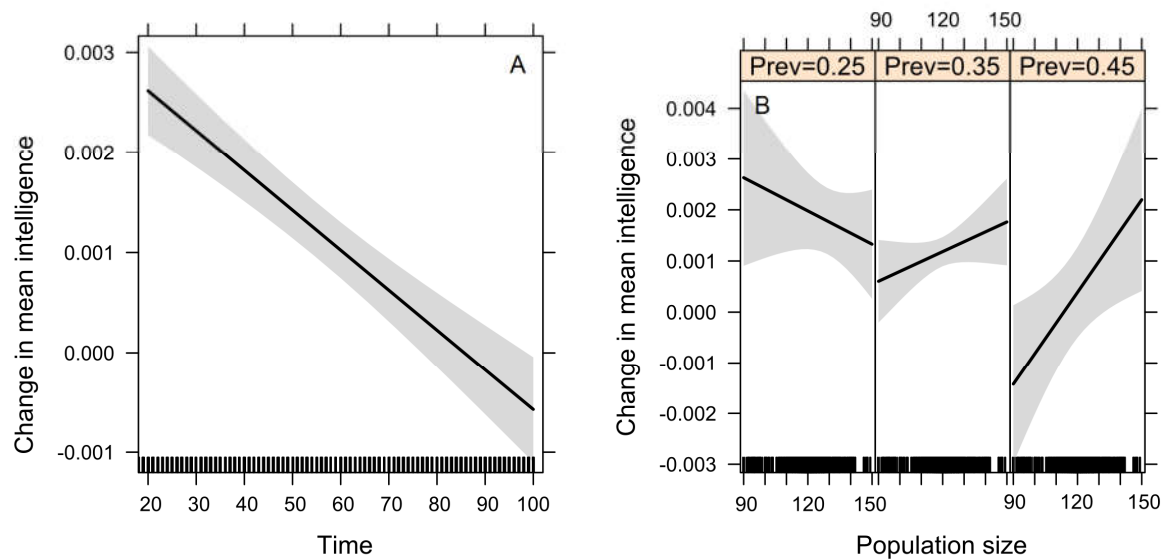 A
Change in mean intelligence
0.003
0.002
0.001
0.000
-0.001
20 30 40 50 60 70 80 90 100
Time
90 120 150
Prev=0.25 Prev=0.35 Prev=0.45
B
Change in mean intelligence
0.004
0.003
0.002
0.001
0.000
-0.001
-0.002
-0.003
90 120 150 90 120 150
Population size